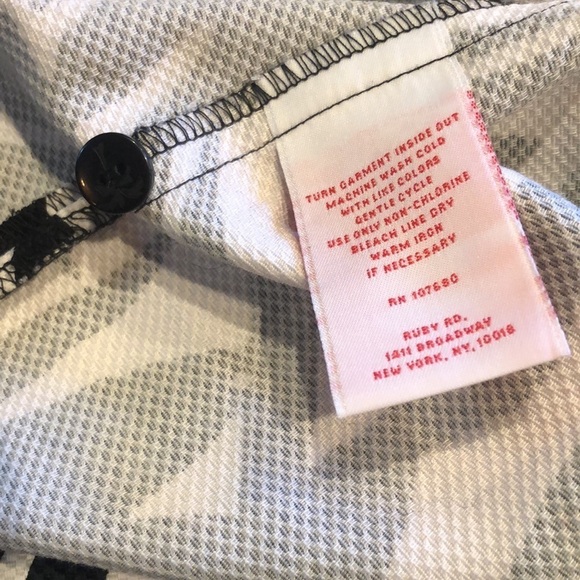 TURN GARMENT INSIDE OUT
MACHINE WASH COLD
WITH LIKE COLORS
GENTLE CYCLE
USE ONLY NON-CHLORINE
BLEACH LINE DRY
WARM IRON
IF NECESSARY
RN 107680
RUBY RD.
1411 BROADWAY
NEW YORK, NY, 10018